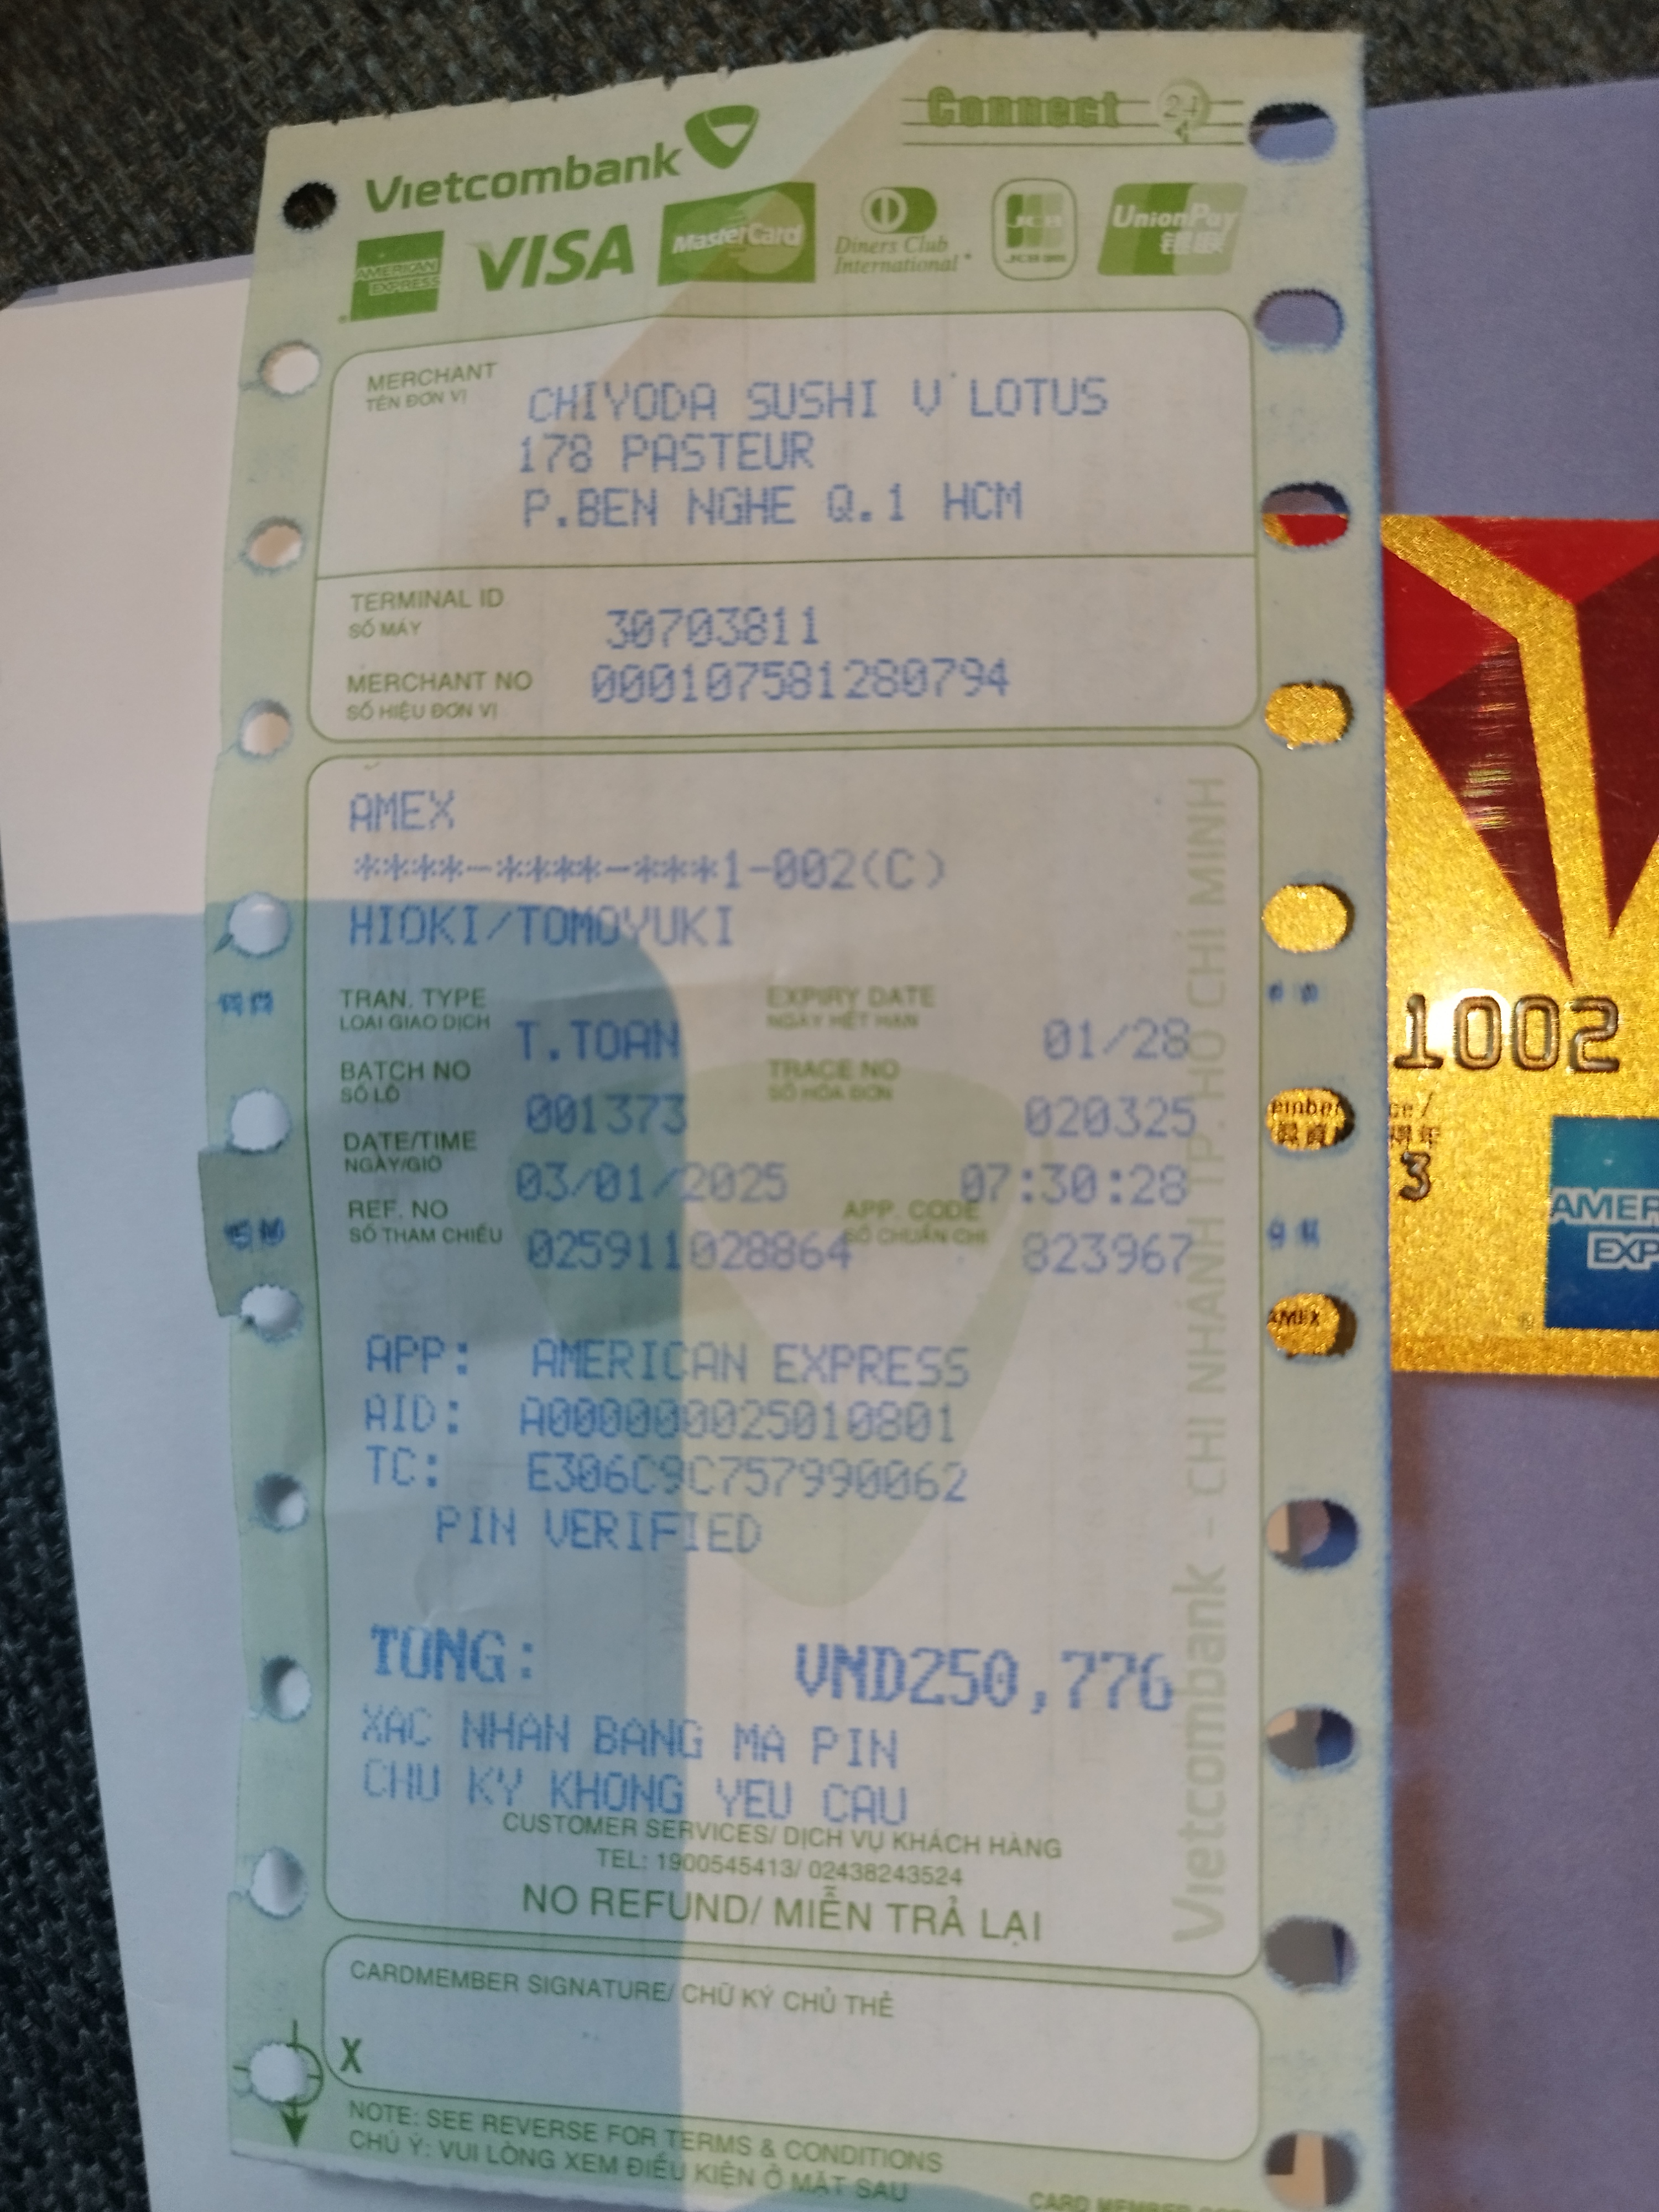 Connect 24
Vietcombank
AMERICAN EXPRESS
VISA
MasterCard
Diners Club International
JCB
UnionPay 银联
MERCHANT
TÊN ĐƠN VỊ
CHIYODA SUSHI V LOTUS
178 PASTEUR
P.BEN NGHE Q.1 HCM
TERMINAL ID
SỐ MÁY
30703811
MERCHANT NO
SỐ HIỆU ĐƠN VỊ
000107581280794
AMEX
****-****-***1-002(C)
HIOKI/TOMOYUKI
TRAN. TYPE
LOẠI GIAO DỊCH
T.TOAN
EXPIRY DATE
NGÀY HẾT HẠN
01/28
BATCH NO
SỐ LÔ
001373
TRACE NO
SỐ HÓA ĐƠN
020325
DATE/TIME
NGÀY/GIỜ
03/01/2025 07:30:28
REF. NO
SỐ THAM CHIẾU
025911028864
APP. CODE
SỐ CHUẨN CHI
823967
APP: AMERICAN EXPRESS
AID: A000000025010801
TC: E306C9C757990062
PIN VERIFIED
TONG: VND250,776
XAC NHAN BANG MA PIN
CHU KY KHONG YEU CAU
CUSTOMER SERVICES/ DỊCH VỤ KHÁCH HÀNG
TEL: 1900545413/ 02438243524
NO REFUND/ MIỄN TRẢ LẠI
CARDMEMBER SIGNATURE/ CHỮ KÝ CHỦ THẺ
X
NOTE: SEE REVERSE FOR TERMS & CONDITIONS
CHÚ Ý: VUI LÒNG XEM ĐIỀU KIỆN Ở MẶT SAU
CARD MEMBER
Vietcombank - CHI NHÁNH TP. HỒ CHÍ MINH
1002
3
AMER
EXP
AMEX